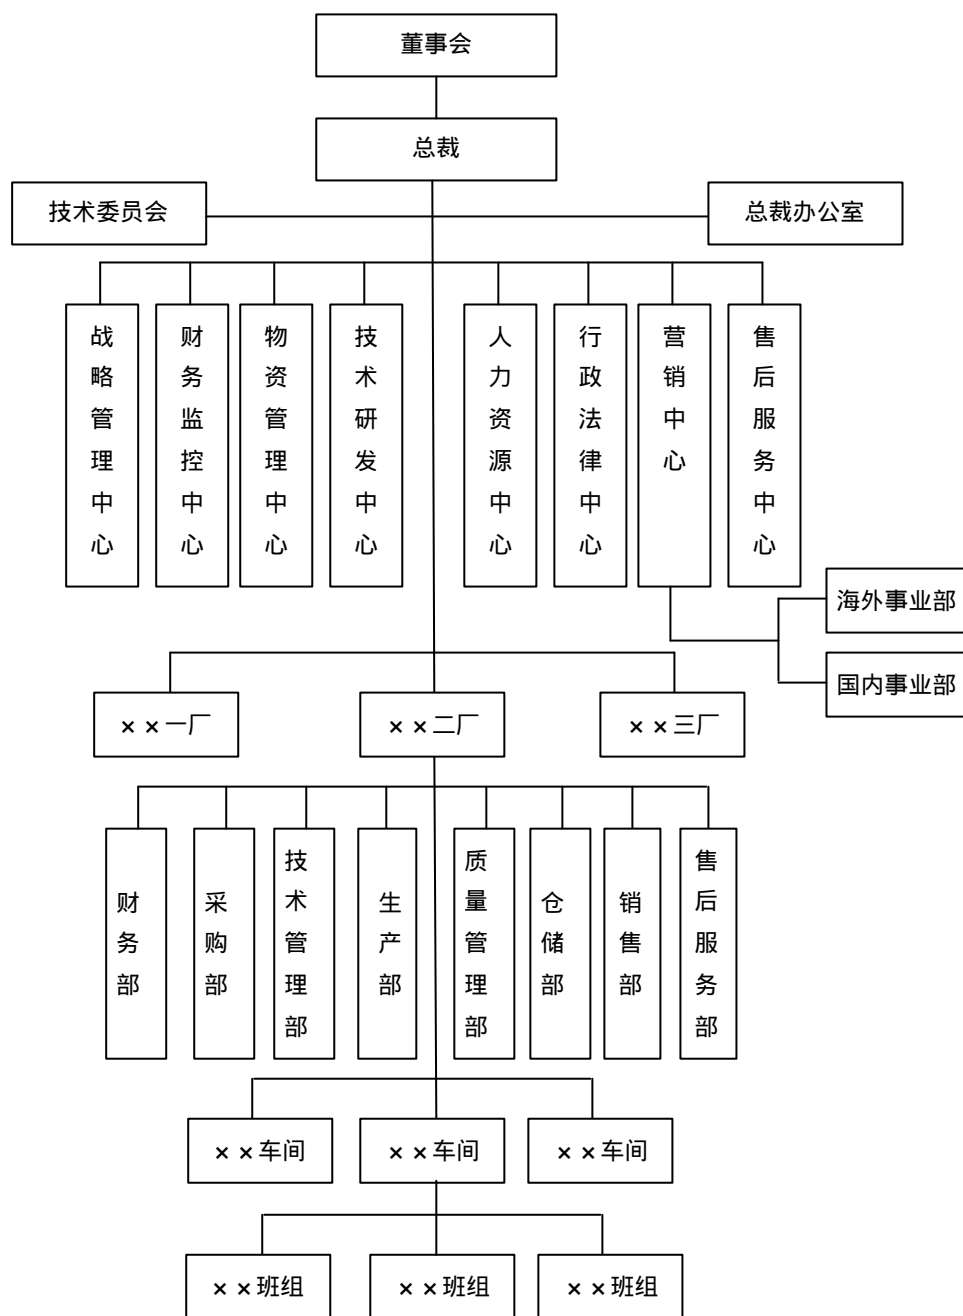 董事会
总裁
技术委员会
总裁办公室
战略管理中心
财务监控中心
物资管理中心
技术研发中心
人力资源中心
行政法律中心
营销中心
售后服务中心
海外事业部
国内事业部
××一厂
××二厂
××三厂
财务部
采购部
技术管理部
生产部
质量管理部
仓储部
销售部
售后服务部
××车间
××车间
××车间
××班组
××班组
××班组